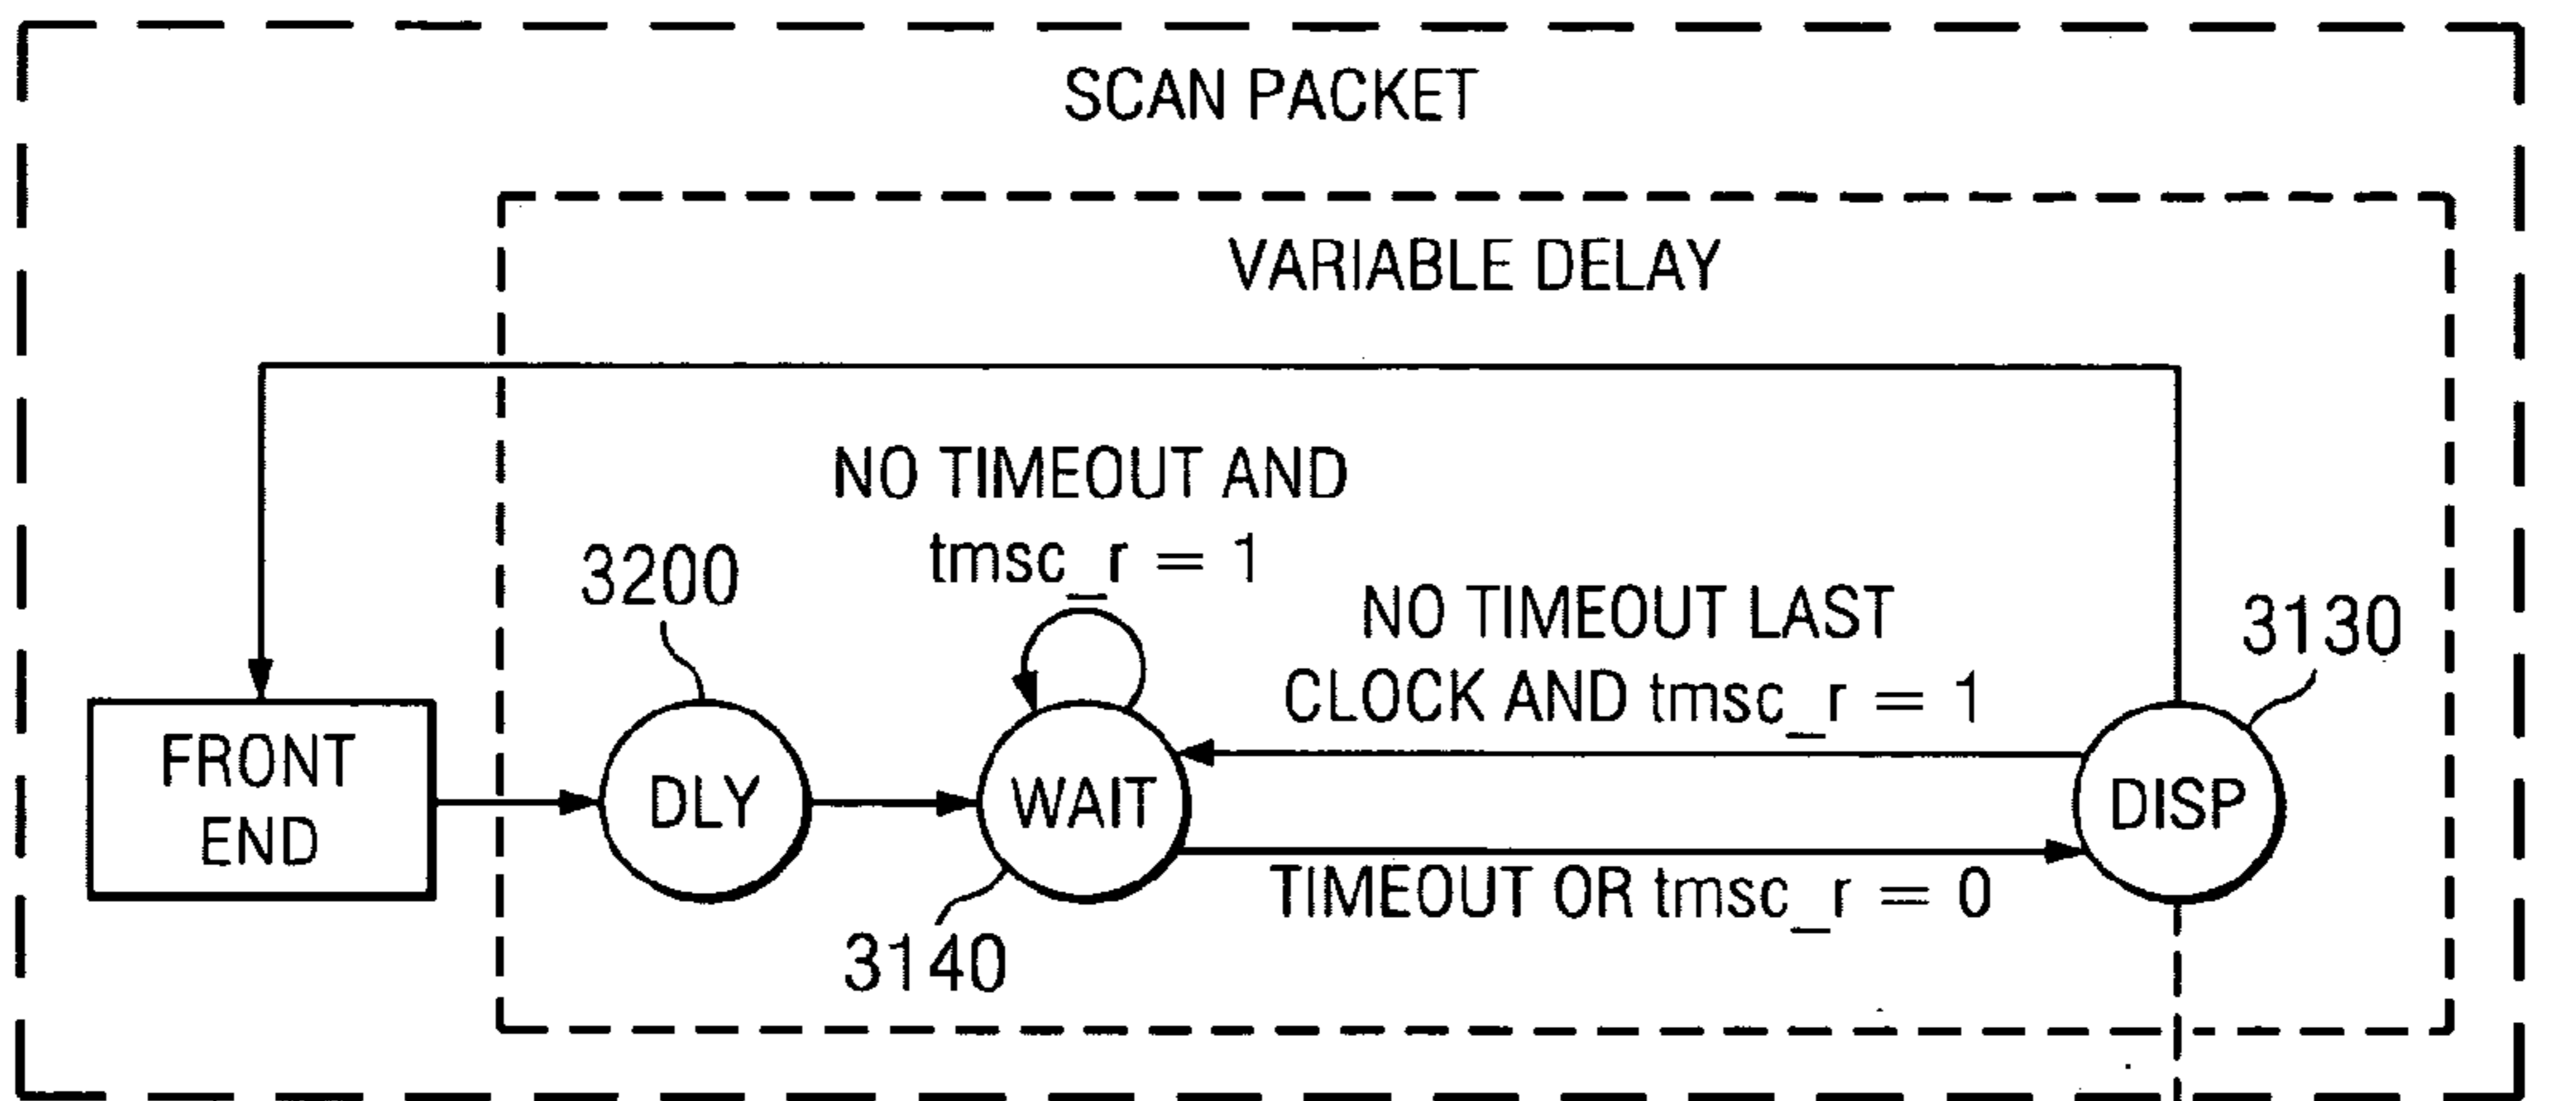 SCAN PACKET
VARIABLE DELAY
NO TIMEOUT AND
tmsc_r = 1
3200
NO TIMEOUT LAST
CLOCK AND tmsc_r = 1
3130
FRONT
END
DLY
WAIT
DISP
TIMEOUT OR tmsc_r = 0
3140